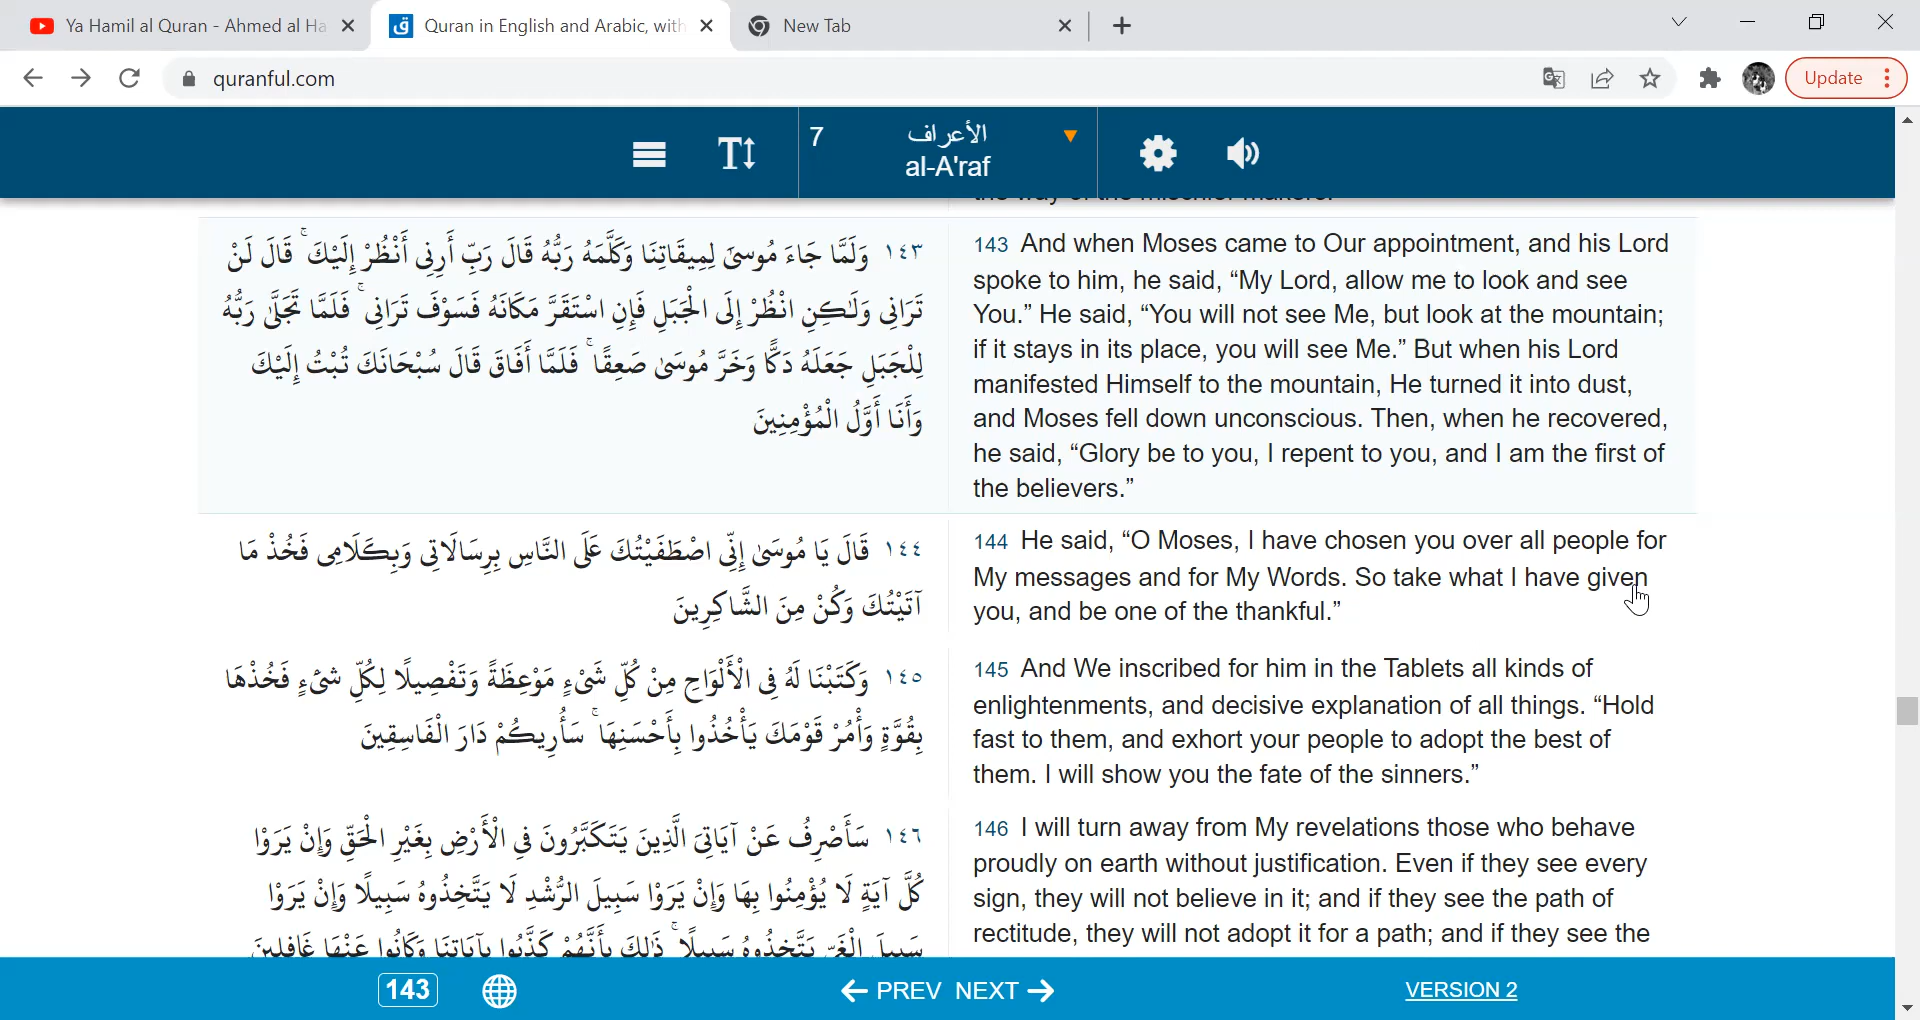 Ya Hamil al Quran - Ahmed al Ha
Quran in English and Arabic, with
New Tab
quranful.com
Update
7
الأعراف
al-A'raf
١٤٣ وَلَمَّا جَاءَ مُوسَىٰ لِمِيقَاتِنَا وَكَلَّمَهُ رَبُّهُ قَالَ رَبِّ أَرِنِي أَنْظُرْ إِلَيْكَ ۚ قَالَ لَنْ
تَرَانِي وَلَٰكِنِ انْظُرْ إِلَى الْجَبَلِ فَإِنِ اسْتَقَرَّ مَكَانَهُ فَسَوْفَ تَرَانِي ۚ فَلَمَّا تَجَلَّىٰ رَبُّهُ
لِلْجَبَلِ جَعَلَهُ دَكًّا وَخَرَّ مُوسَىٰ صَعِقًا ۚ فَلَمَّا أَفَاقَ قَالَ سُبْحَانَكَ تُبْتُ إِلَيْكَ
وَأَنَا أَوَّلُ الْمُؤْمِنِينَ
143 And when Moses came to Our appointment, and his Lord
spoke to him, he said, “My Lord, allow me to look and see
You.” He said, “You will not see Me, but look at the mountain;
if it stays in its place, you will see Me.” But when his Lord
manifested Himself to the mountain, He turned it into dust,
and Moses fell down unconscious. Then, when he recovered,
he said, “Glory be to you, I repent to you, and I am the first of
the believers.”
١٤٤ قَالَ يَا مُوسَىٰ إِنِّي اصْطَفَيْتُكَ عَلَى النَّاسِ بِرِسَالَاتِي وَبِكَلَامِي فَخُذْ مَا
آتَيْتُكَ وَكُنْ مِنَ الشَّاكِرِينَ
144 He said, “O Moses, I have chosen you over all people for
My messages and for My Words. So take what I have given
you, and be one of the thankful.”
١٤٥ وَكَتَبْنَا لَهُ فِي الْأَلْوَاحِ مِنْ كُلِّ شَيْءٍ مَوْعِظَةً وَتَفْصِيلًا لِكُلِّ شَيْءٍ فَخُذْهَا
بِقُوَّةٍ وَأْمُرْ قَوْمَكَ يَأْخُذُوا بِأَحْسَنِهَا ۚ سَأُرِيكُمْ دَارَ الْفَاسِقِينَ
145 And We inscribed for him in the Tablets all kinds of
enlightenments, and decisive explanation of all things. “Hold
fast to them, and exhort your people to adopt the best of
them. I will show you the fate of the sinners.”
١٤٦ سَأَصْرِفُ عَنْ آيَاتِيَ الَّذِينَ يَتَكَبَّرُونَ فِي الْأَرْضِ بِغَيْرِ الْحَقِّ وَإِنْ يَرَوْا
كُلَّ آيَةٍ لَا يُؤْمِنُوا بِهَا وَإِنْ يَرَوْا سَبِيلَ الرُّشْدِ لَا يَتَّخِذُوهُ سَبِيلًا وَإِنْ يَرَوْا
سَبِيلَ الْغَيِّ يَتَّخِذُوهُ سَبِيلًا ۚ ذَٰلِكَ بِأَنَّهُمْ كَذَّبُوا بِآيَاتِنَا وَكَانُوا عَنْهَا غَافِلِينَ
146 I will turn away from My revelations those who behave
proudly on earth without justification. Even if they see every
sign, they will not believe in it; and if they see the path of
rectitude, they will not adopt it for a path; and if they see the
143
PREV NEXT
VERSION 2